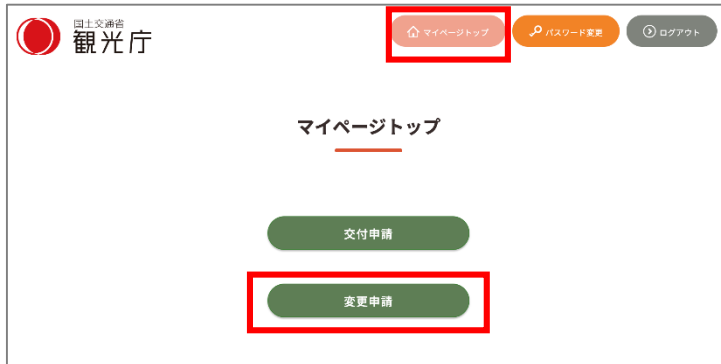 国土交通省
観光庁
マイページトップ
パスワード変更
ログアウト
マイページトップ
交付申請
変更申請